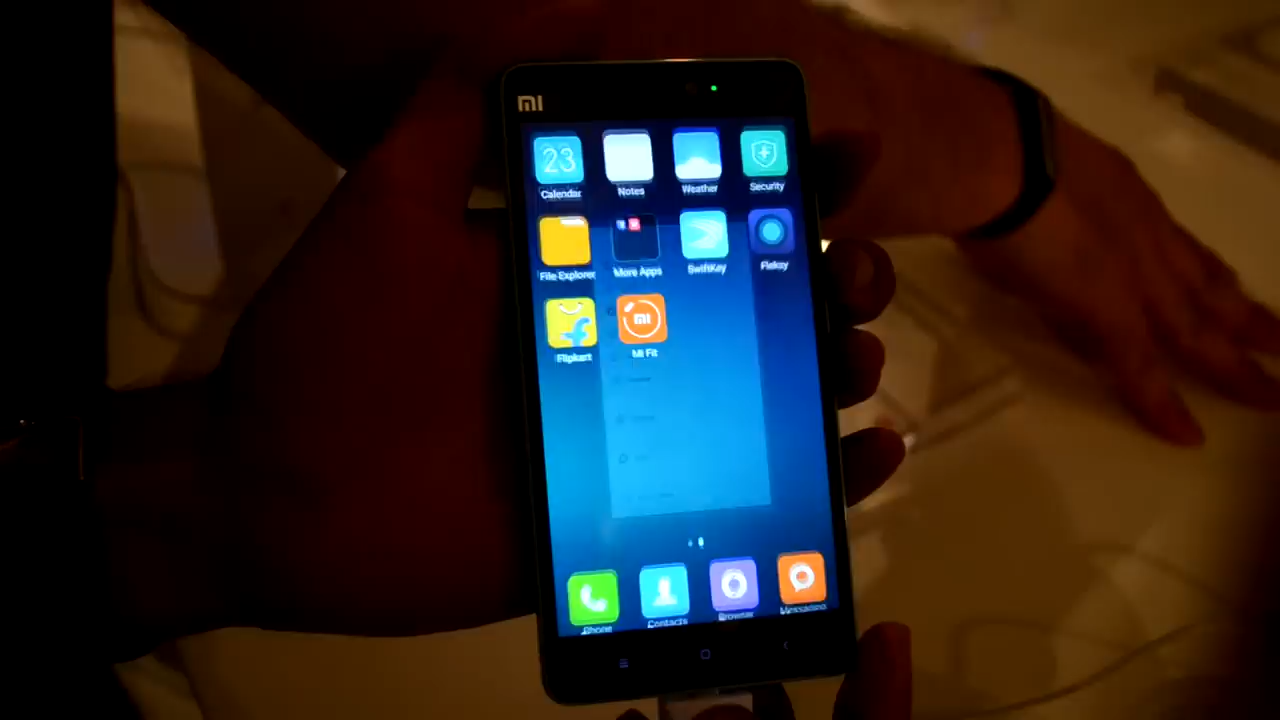 mi
23
Calendar
Notes
Weather
Security
File Explorer
More Apps
SwiftKey
Fleksy
Flipkart
mi
Mi Fit
Phone
Contacts
Browser
Messaging